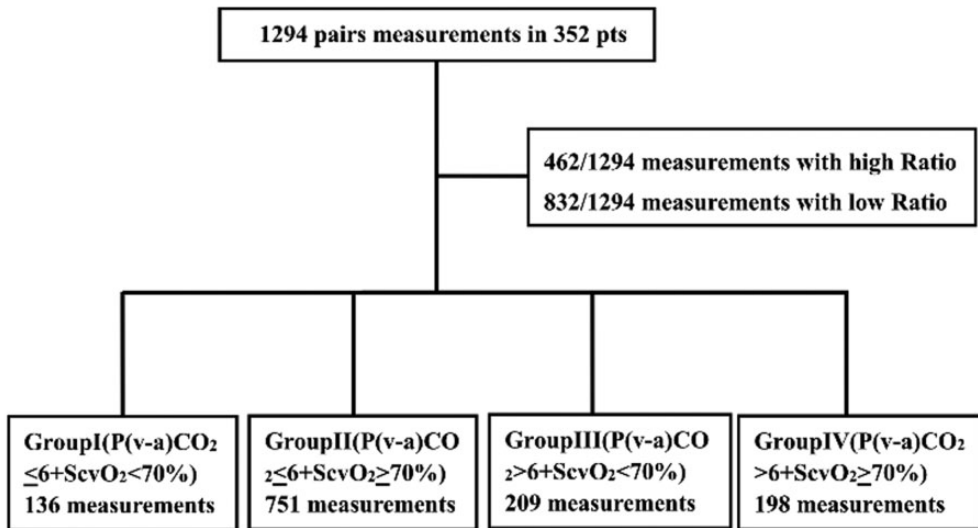 1294 pairs measurements in 352 pts
462/1294 measurements with high Ratio
832/1294 measurements with low Ratio
GroupI(P(v-a)CO₂
≤6+ScvO₂<70%)
136 measurements
GroupII(P(v-a)CO
₂≤6+ScvO₂≥70%)
751 measurements
GroupIII(P(v-a)CO
₂>6+ScvO₂<70%)
209 measurements
GroupIV(P(v-a)CO₂
>6+ScvO₂≥70%)
198 measurements